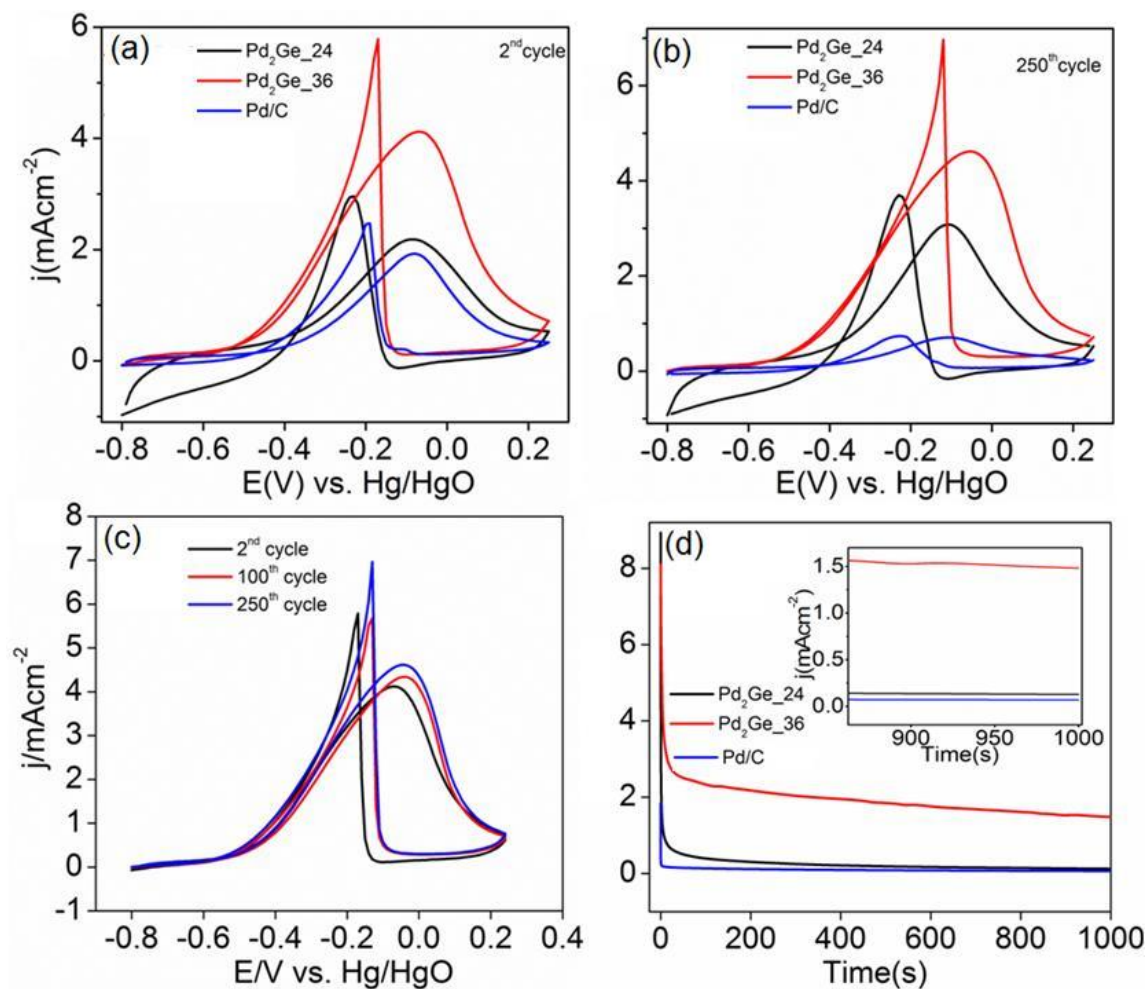 (a)
Pd2Ge_24
Pd2Ge_36
Pd/C
2nd cycle
j(mAcm-2)
6
4
2
0
-0.8 -0.6 -0.4 -0.2 0.0 0.2
E(V) vs. Hg/HgO
(b)
Pd2Ge_24
Pd2Ge_36
Pd/C
250th cycle
6
4
2
0
-0.8 -0.6 -0.4 -0.2 0.0 0.2
E(V) vs. Hg/HgO
(c)
2nd cycle
100th cycle
250th cycle
j/mAcm-2
8
7
6
5
4
3
2
1
0
-1
-0.8 -0.6 -0.4 -0.2 0.0 0.2 0.4
E/V vs. Hg/HgO
(d)
Pd2Ge_24
Pd2Ge_36
Pd/C
8
6
4
2
0
0 200 400 600 800 1000
Time(s)
j(mAcm-2)
1.5
1.0
0.5
0.0
900 950 1000
Time(s)